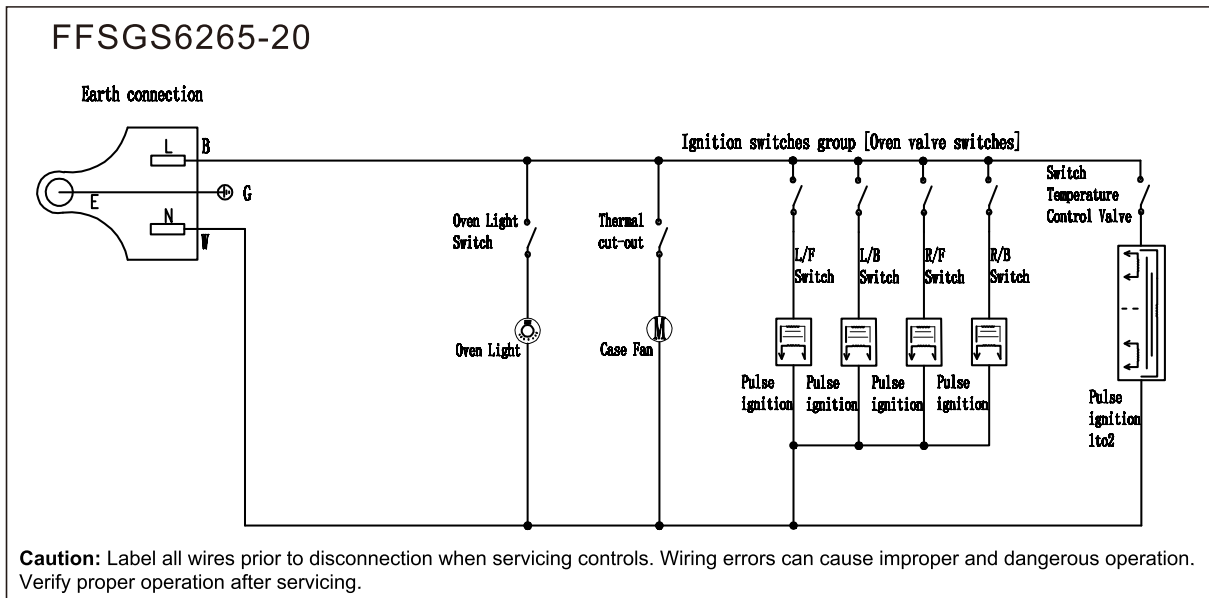 FFSGS6265-20
Earth connection
L
B
E
G
N
W
Ignition switches group [Oven valve switches]
Oven Light
Switch
Thermal
cut-out
L/F
Switch
L/B
Switch
R/F
Switch
R/B
Switch
Switch
Temperature
Control Valve
Oven Light
M
Case Fan
Pulse
ignition
Pulse
ignition
Pulse
ignition
Pulse
ignition
Pulse
ignition
1to2
Caution: Label all wires prior to disconnection when servicing controls. Wiring errors can cause improper and dangerous operation.
Verify proper operation after servicing.